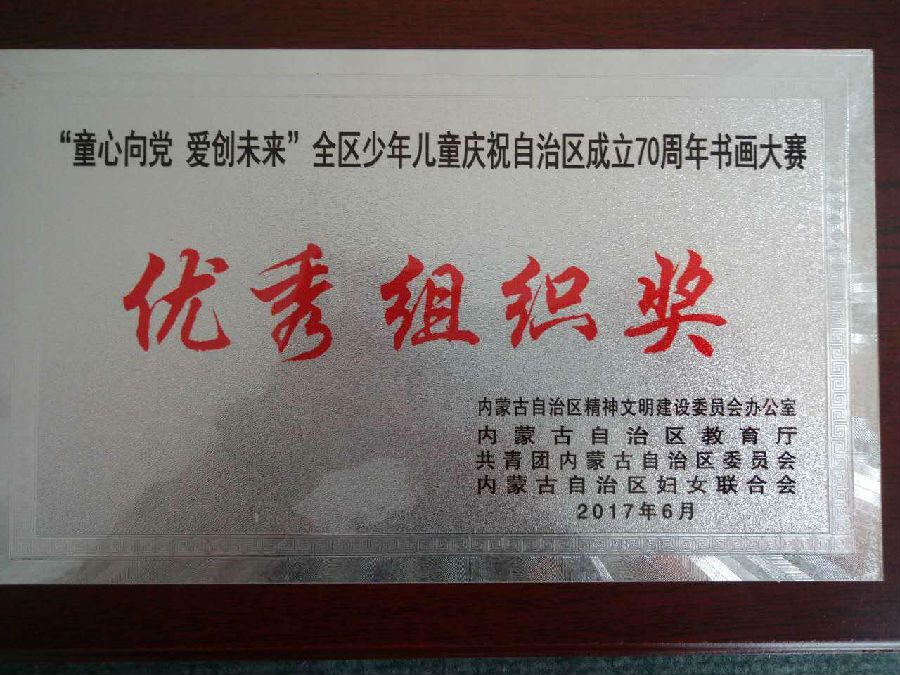 “童心向党 爱创未来”全区少年儿童庆祝自治区成立70周年书画大赛
优秀组织奖
内蒙古自治区精神文明建设委员会办公室
内蒙古自治区教育厅
共青团内蒙古自治区委员会
内蒙古自治区妇女联合会
2017年6月